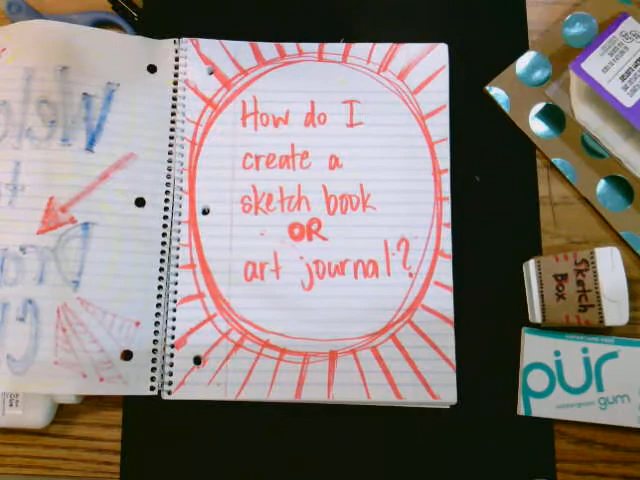 How do I
create a
sketch book
OR
art journal?
Sketch
Box
pür
gum